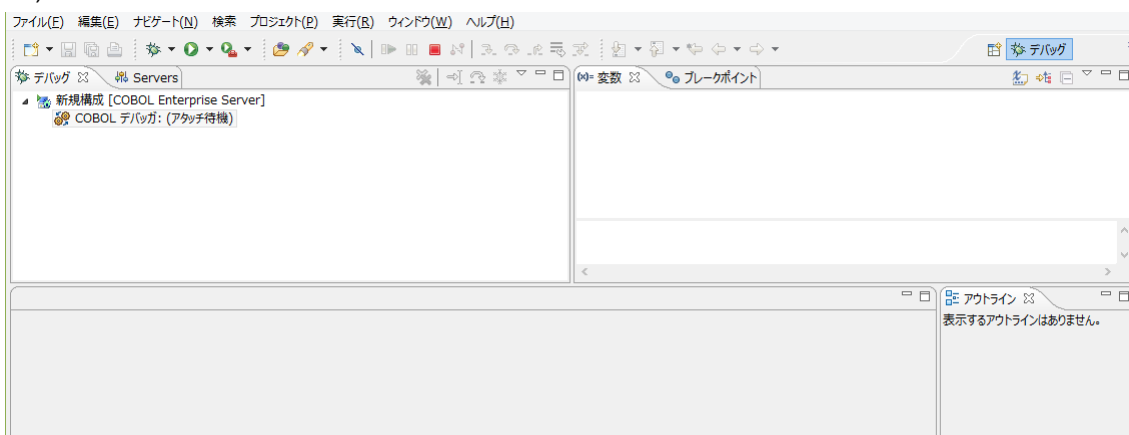 ファイル(F) 編集(E) ナビゲート(N) 検索 プロジェクト(P) 実行(R) ウィンドウ(W) ヘルプ(H)
デバッグ
デバッグ Servers
新規構成 [COBOL Enterprise Server]
COBOL デバッガ: (アタッチ待機)
変数 ブレークポイント
アウトライン
表示するアウトラインはありません。